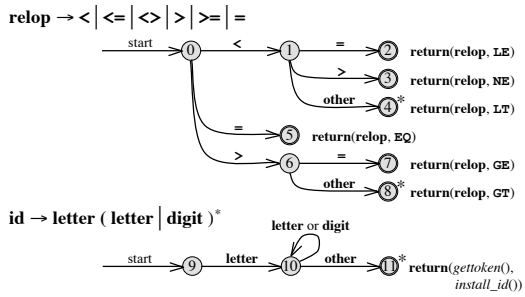 relop → < | <= | <> | > | >= | =
start 0 < 1 = 2 return(relop, LE)
> 3 return(relop, NE)
other 4 * return(relop, LT)
= 5 return(relop, EQ)
> 6 = 7 return(relop, GE)
other 8 * return(relop, GT)
id → letter ( letter | digit )*
letter or digit
start 9 letter 10 other 11 * return(gettoken(),
install_id())